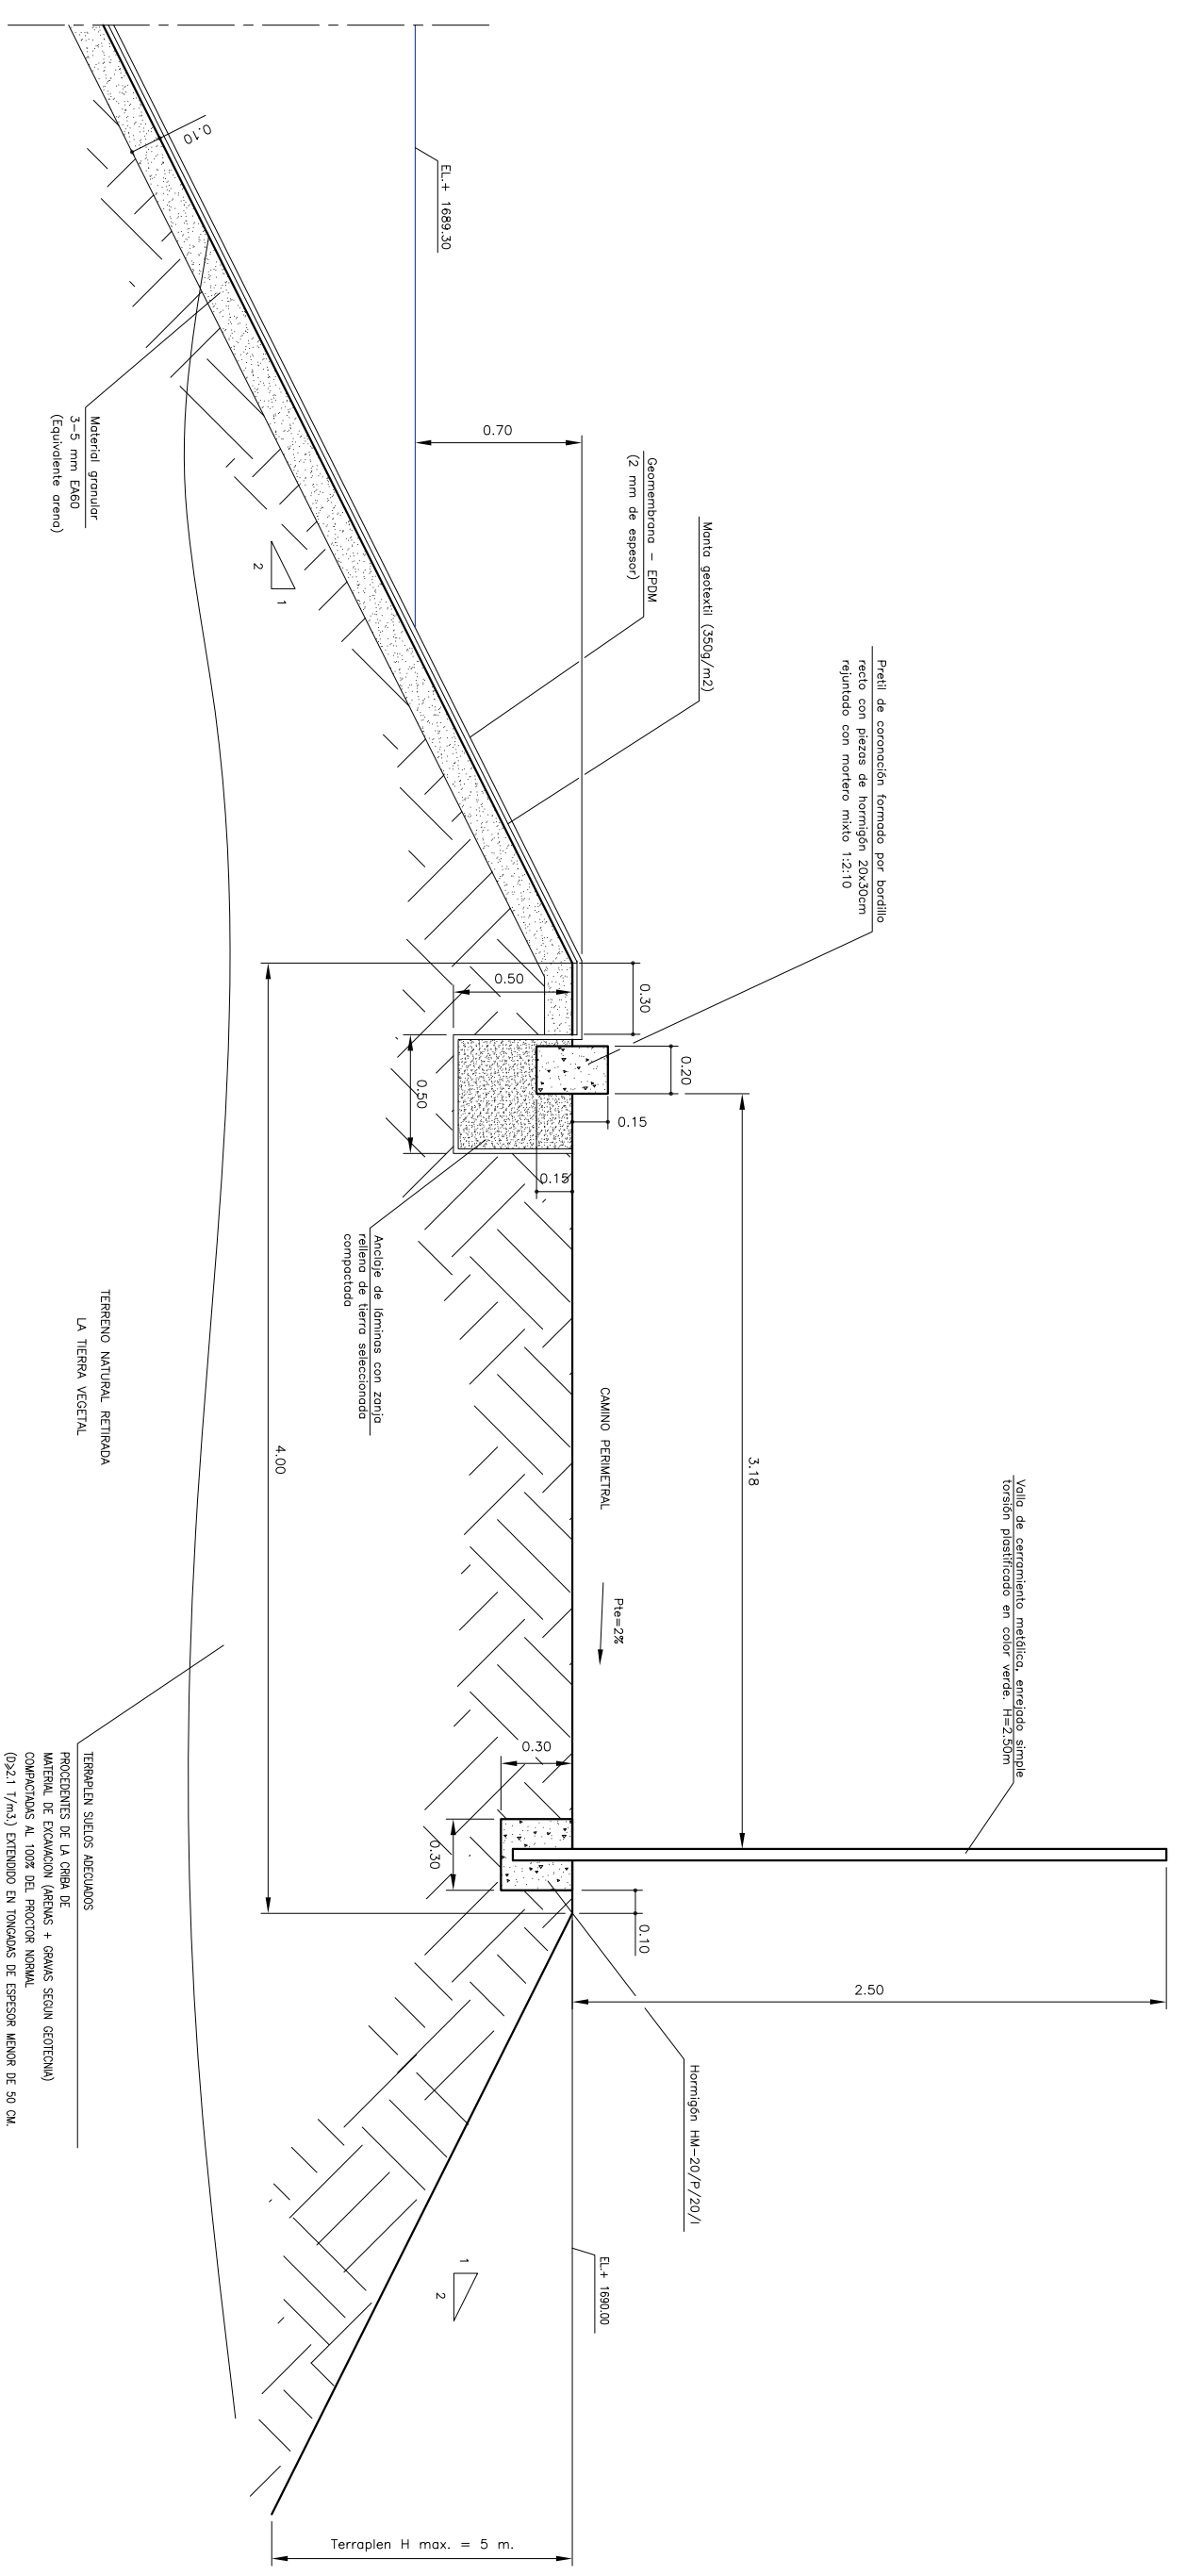 EL.+ 1689.30
0.10
Material granular
3-5 mm EA60
(Equivalente arena)
2
1
0.70
Geomembrana - EPDM
(2 mm de espesor)
Manta geotextil (350g/m2)
Pretil de coronación formado por bordillo
recto con piezas de hormigón 20x30cm
rejuntado con mortero mixto 1:2:10
0.50
0.30
0.20
0.15
0.50
0.15
3.18
Anclaje de láminas con zanja
rellena de tierra seleccionada
compactada
4.00
CAMINO PERIMETRAL
Pte=2%
Valla de cerramiento metálica, enrejado simple
torsión plastificado en color verde. H=2.50m
0.30
0.30
0.10
2.50
Hormigón HM-20/P/20/I
EL.+ 1690.00
1
2
Terraplen H max. = 5 m.
TERRENO NATURAL RETIRADA
LA TIERRA VEGETAL
TERRAPLEN SUELOS ADECUADOS
PROCEDENTES DE LA CRIBA DE
MATERIAL DE EXCAVACION (ARENAS + GRAVAS SEGUN GEOTECNIA)
COMPACTADAS AL 100% DEL PROCTOR NORMAL
(D⩾2.1 T/m3.) EXTENDIDO EN TONGADAS DE ESPESOR MENOR DE 50 CM.